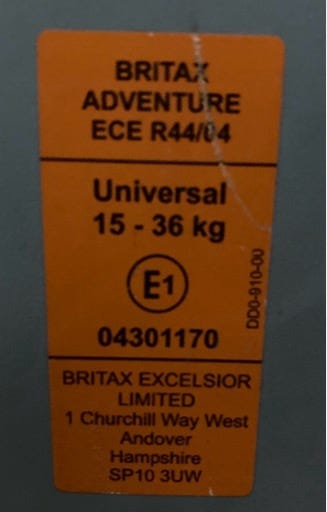 BRITAX
ADVENTURE
ECE R44/04
Universal
15 - 36 kg
E1
04301170
DD0-910-00
BRITAX EXCELSIOR
LIMITED
1 Churchill Way West
Andover
Hampshire
SP10 3UW